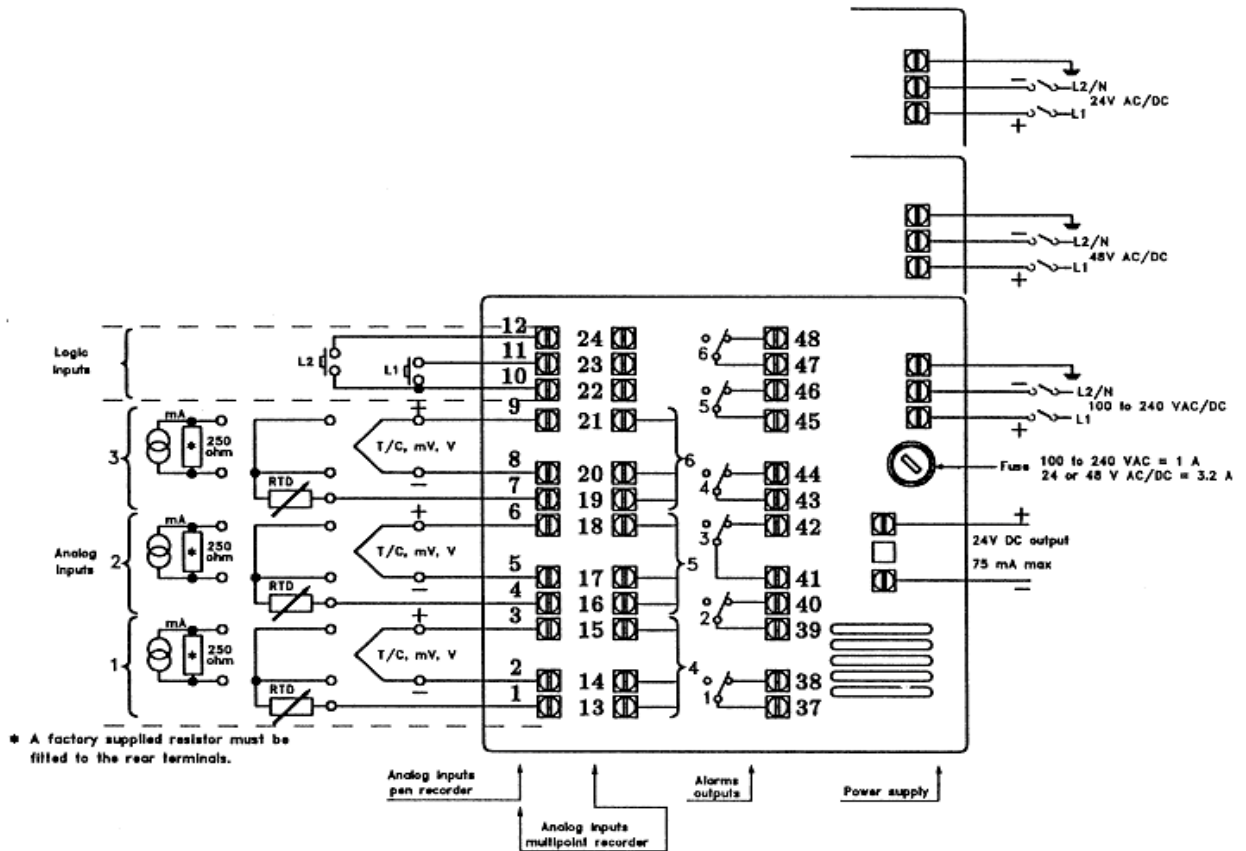 L2/N
24V AC/DC
L1
L2/N
48V AC/DC
L1
Logic
Inputs
L2
L1
12
11
10
24
23
22
6
5
48
47
46
45
L2/N
100 to 240 VAC/DC
L1
Fuse
100 to 240 VAC = 1 A
24 or 48 V AC/DC = 3.2 A
3
mA
*
250
ohm
RTD
T/C, mV, V
9
8
7
21
20
19
6
4
44
43
Analog
Inputs
2
mA
*
250
ohm
RTD
T/C, mV, V
6
5
4
18
17
16
5
3
2
42
41
40
39
24V DC output
75 mA max
1
mA
*
250
ohm
RTD
T/C, mV, V
3
2
1
15
14
13
4
1
38
37
* A factory supplied resistor must be
fitted to the rear terminals.
Analog inputs
pen recorder
Analog inputs
multipoint recorder
Alarms
outputs
Power supply